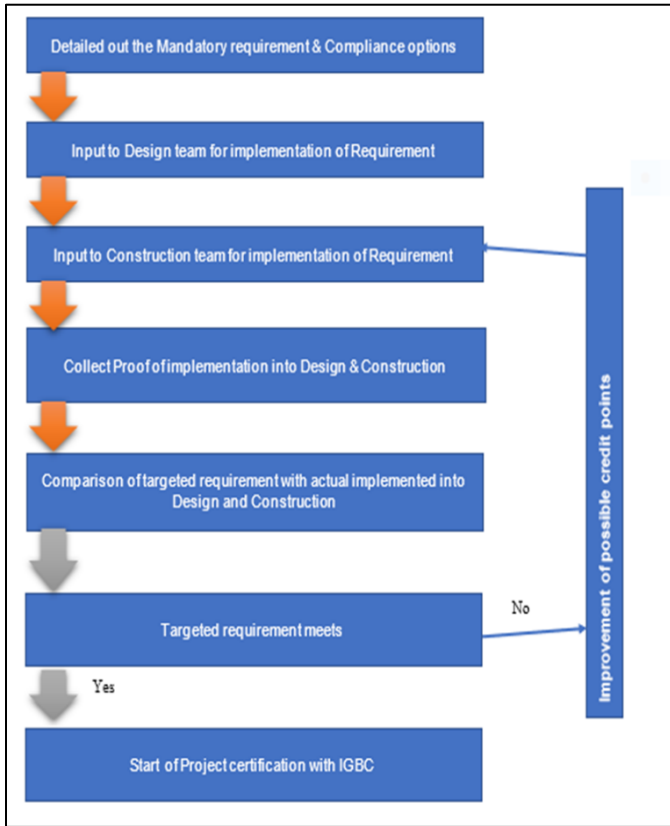 Detailed out the Mandatory requirement & Compliance options
Input to Design team for implementation of Requirement
Input to Construction team for implementation of Requirement
Collect Proof of implementation into Design & Construction
Comparison of targeted requirement with actual implemented into
Design and Construction
Targeted requirement meets
No
Improvement of possible credit points
Yes
Start of Project certification with IGBC